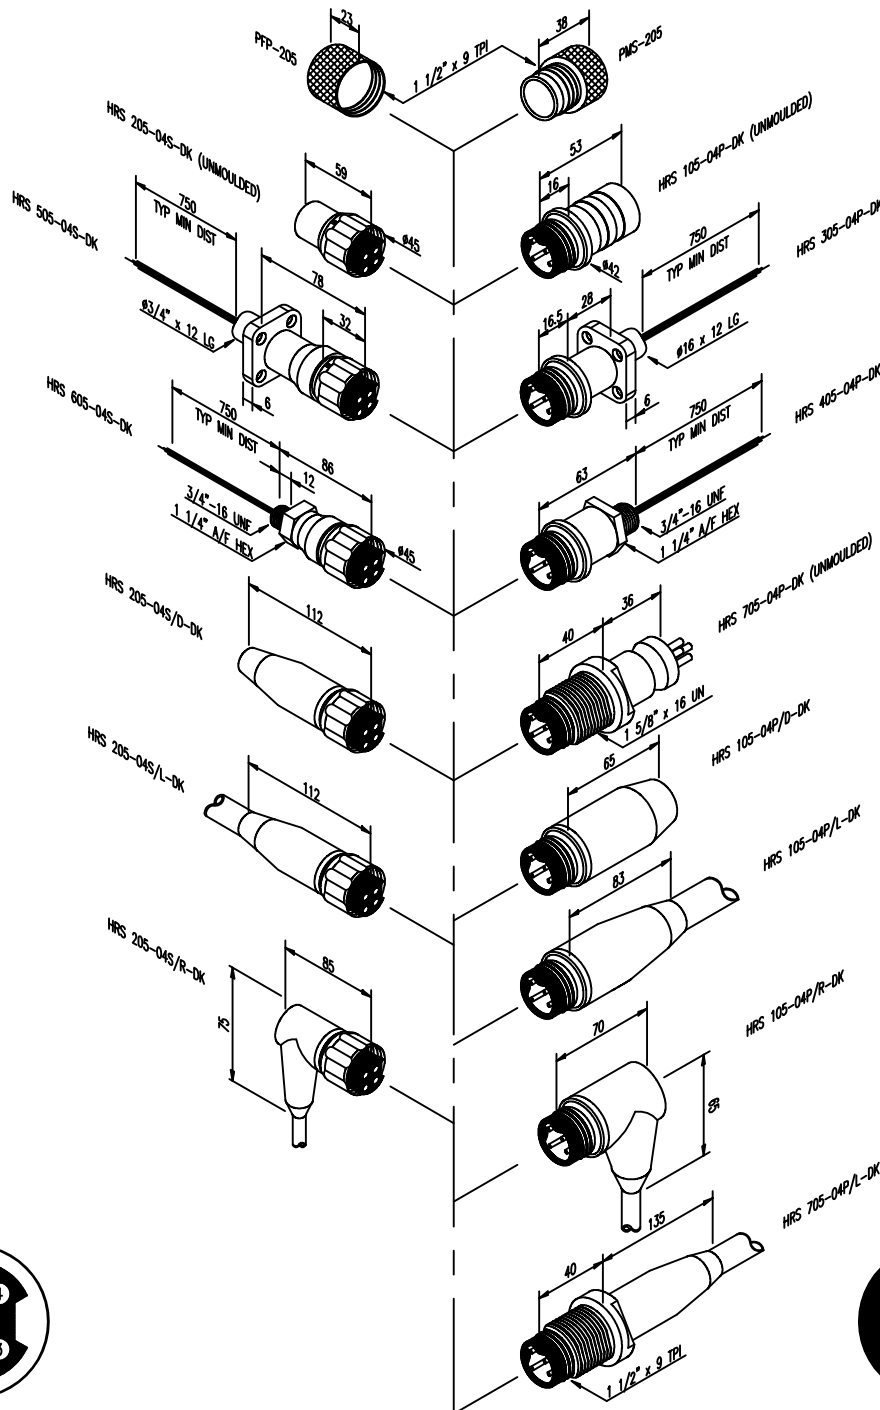 23
PFP-205
1 1/2" x 9 TPI
38
PMS-205
HRS 205-04S-DK (UNMOULDED)
59
ø45
53
16
ø42
HRS 105-04P-DK (UNMOULDED)
HRS 505-04S-DK
750
TYP MIN DIST
78
32
ø3/4" x 12 LG
6
16.5
28
750
TYP MIN DIST
HRS 305-04P-DK
ø16 x 12 LG
6
HRS 605-04S-DK
750
TYP MIN DIST
86
12
3/4"-16 UNF
1 1/4" A/F HEX
ø45
63
750
TYP MIN DIST
HRS 405-04P-DK
3/4"-16 UNF
1 1/4" A/F HEX
HRS 205-04S/D-DK
112
40
36
HRS 705-04P-DK (UNMOULDED)
1 5/8" x 16 UN
HRS 205-04S/L-DK
112
65
HRS 105-04P/D-DK
83
HRS 105-04P/L-DK
HRS 205-04S/R-DK
85
75
70
HRS 105-04P/R-DK
40
135
HRS 705-04P/L-DK
1 1/2" x 9 TPI
4
3